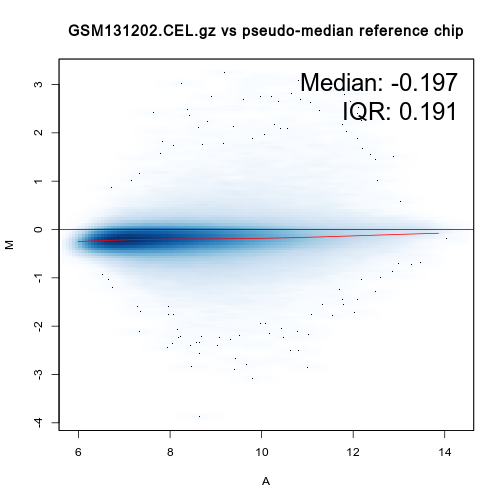 GSM131202.CEL.gz vs pseudo-median reference chip
Median: -0.197
IQR: 0.191
3
2
1
0
-1
-2
-3
-4
M
6 8 10 12 14
A